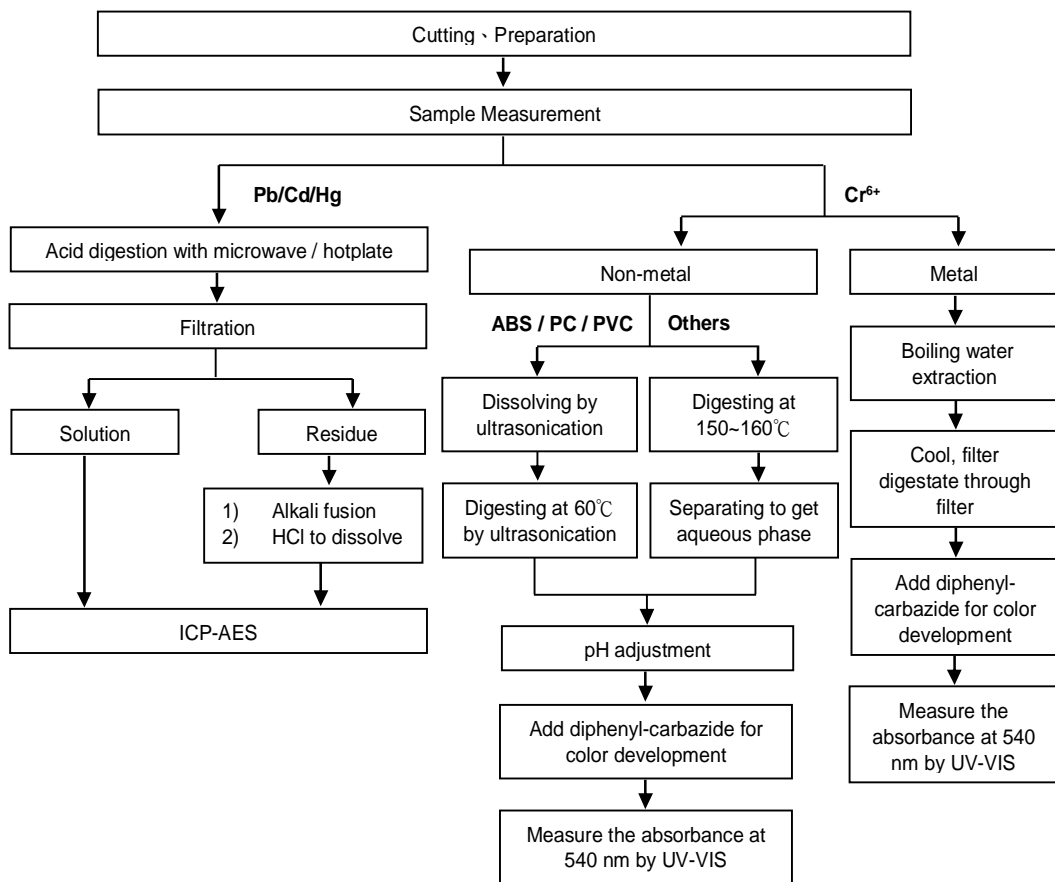 Cutting、Preparation
Sample Measurement
Pb/Cd/Hg
Cr⁶⁺
Acid digestion with microwave / hotplate
Filtration
Solution
Residue
1) Alkali fusion
2) HCl to dissolve
ICP-AES
Non-metal
ABS / PC / PVC
Others
Dissolving by
ultrasonication
Digesting at 60℃
by ultrasonication
Digesting at
150~160℃
Separating to get
aqueous phase
pH adjustment
Add diphenyl-carbazide for
color development
Measure the absorbance at
540 nm by UV-VIS
Metal
Boiling water
extraction
Cool, filter
digestate through
filter
Add diphenyl-
carbazide for color
development
Measure the
absorbance at 540
nm by UV-VIS